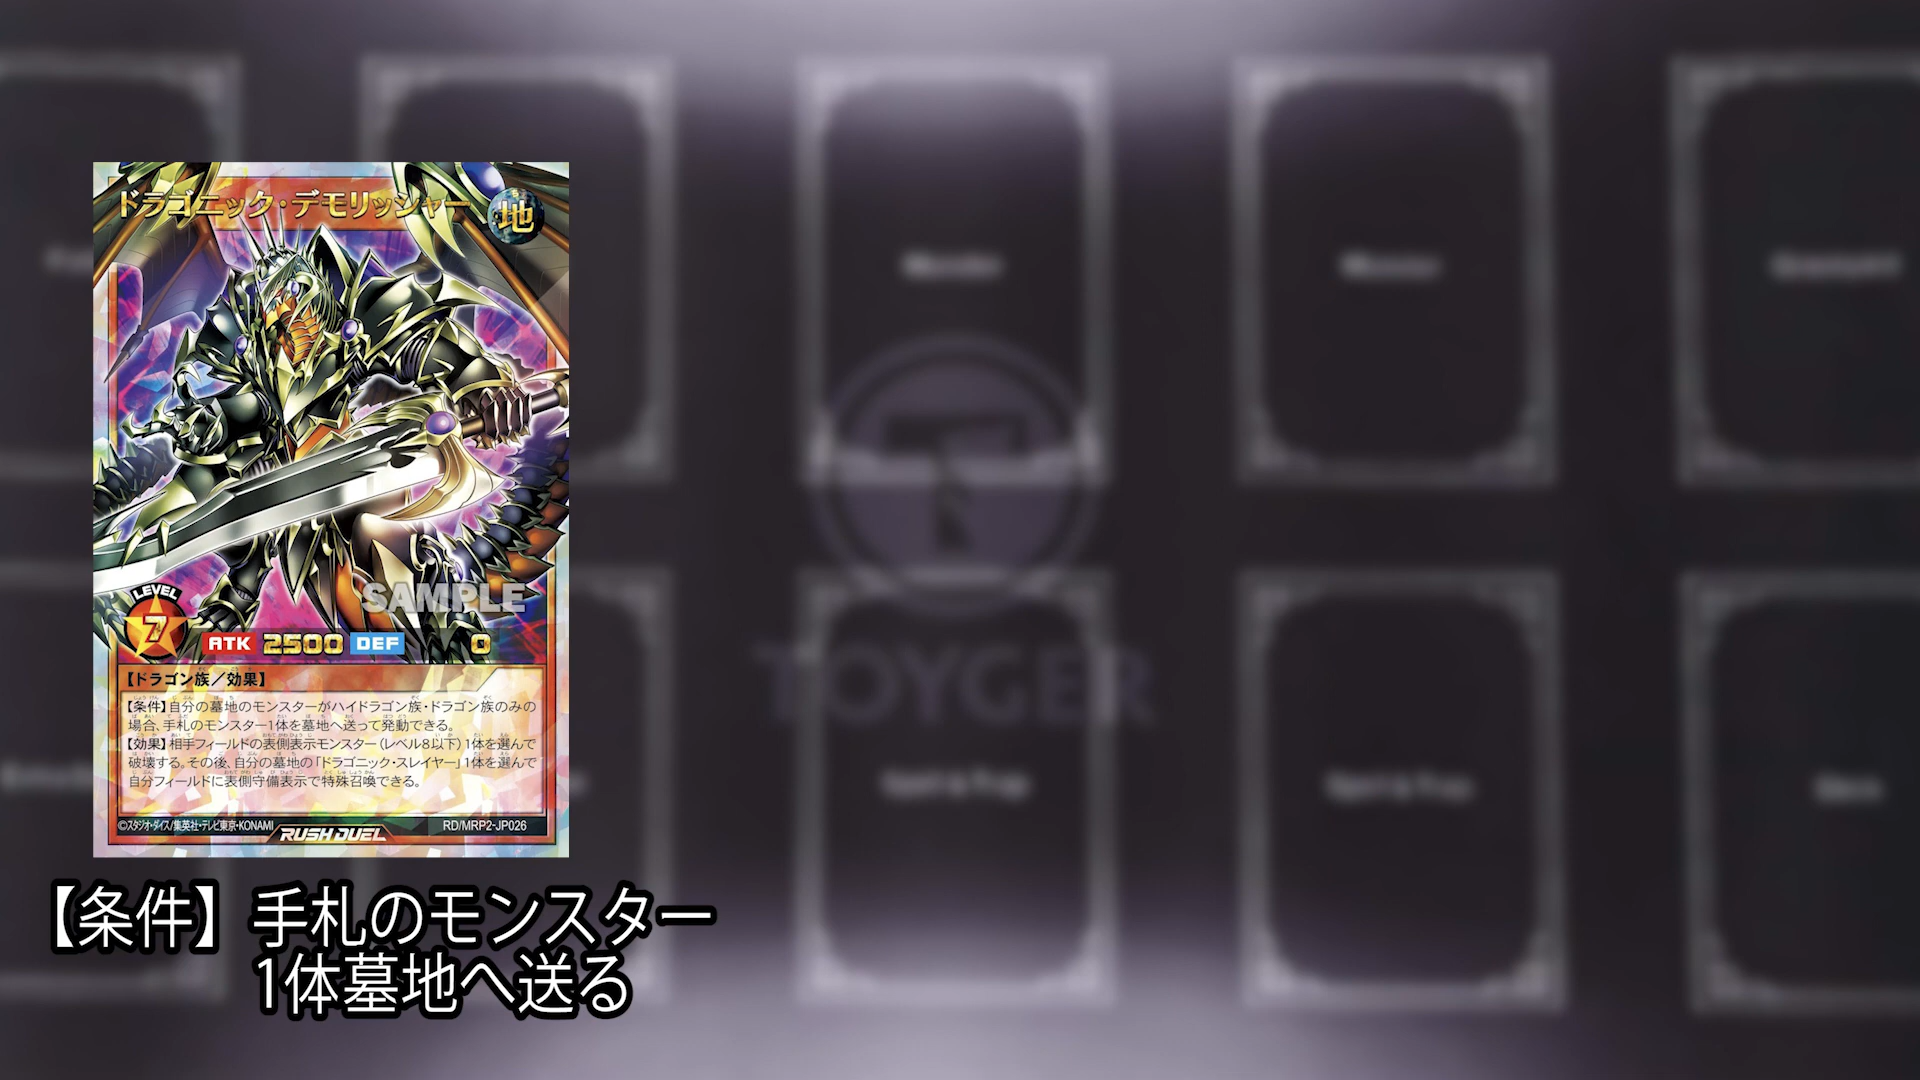 ドラゴニック・デモリッシャー
地
SAMPLE
LEVEL
7
ATK 2500 DEF 0
【ドラゴン族／効果】
【条件】自分の墓地のモンスターがハイドラゴン族・ドラゴン族のみの
場合、手札のモンスター1体を墓地へ送って発動できる。
【効果】相手フィールドの表側表示モンスター（レベル8以下）1体を選んで
破壊する。その後、自分の墓地の「ドラゴニック・スレイヤー」1体を選んで
自分フィールドに表側守備表示で特殊召喚できる。
©スタジオ・ダイス/集英社・テレビ東京・KONAMI
RUSH DUEL
RD/MRP2-JP026
【条件】手札のモンスター
1体墓地へ送る
Monster
TOYGER